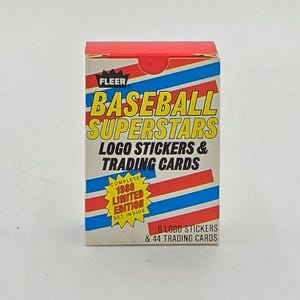 FLEER
BASEBALL
SUPERSTARS
LOGO STICKERS &
TRADING CARDS
COMPLETE
1988
LIMITED
EDITION
SET INSIDE
6 LOGO STICKERS
& 44 TRADING CARDS